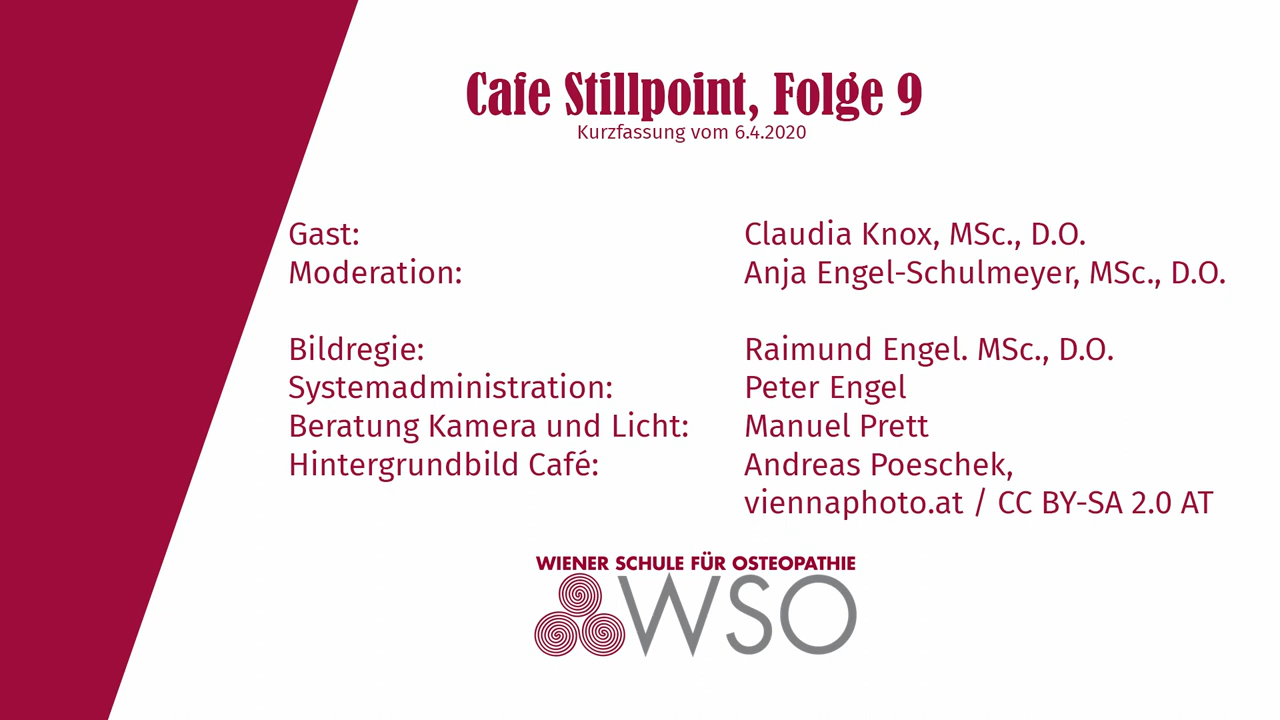 Cafe Stillpoint, Folge 9
Kurzfassung vom 6.4.2020
Gast: Claudia Knox, MSc., D.O.
Moderation: Anja Engel-Schulmeyer, MSc., D.O.
Bildregie: Raimund Engel. MSc., D.O.
Systemadministration: Peter Engel
Beratung Kamera und Licht: Manuel Prett
Hintergrundbild Café: Andreas Poeschek,
viennaphoto.at / CC BY-SA 2.0 AT
WIENER SCHULE FÜR OSTEOPATHIE
WSO